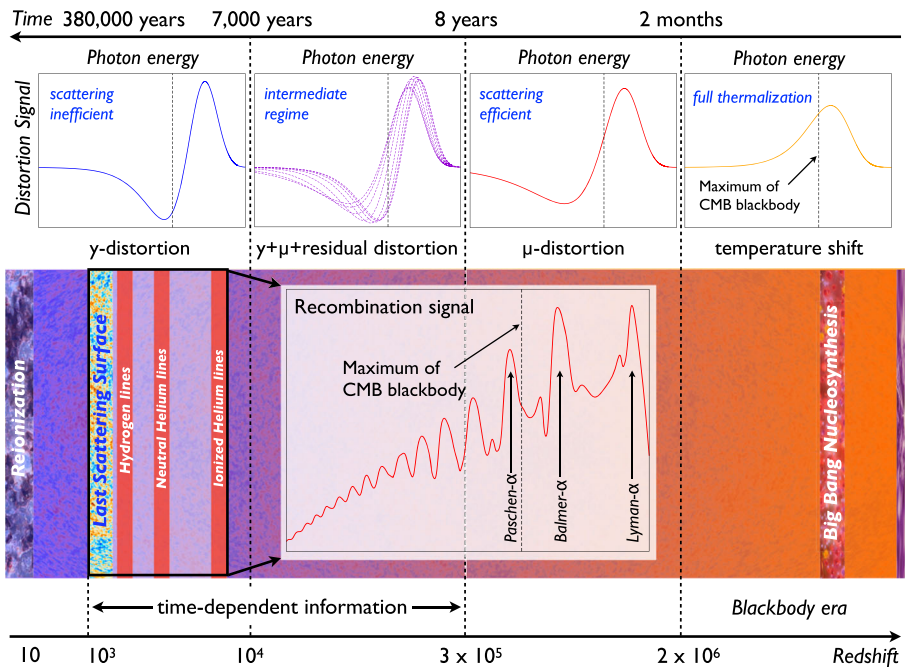 Time 380,000 years 7,000 years 8 years 2 months
Photon energy Photon energy Photon energy Photon energy
Distortion Signal
scattering
inefficient
intermediate
regime
scattering
efficient
full thermalization
Maximum of
CMB blackbody
y-distortion y+μ+residual distortion μ-distortion temperature shift
Reionization
Last Scattering Surface
Hydrogen lines
Neutral Helium lines
Ionized Helium lines
Recombination signal
Maximum of
CMB blackbody
Paschen-α
Balmer-α
Lyman-α
Big Bang Nucleosynthesis
time-dependent information
Blackbody era
10 10³ 10⁴ 3 x 10⁵ 2 x 10⁶ Redshift